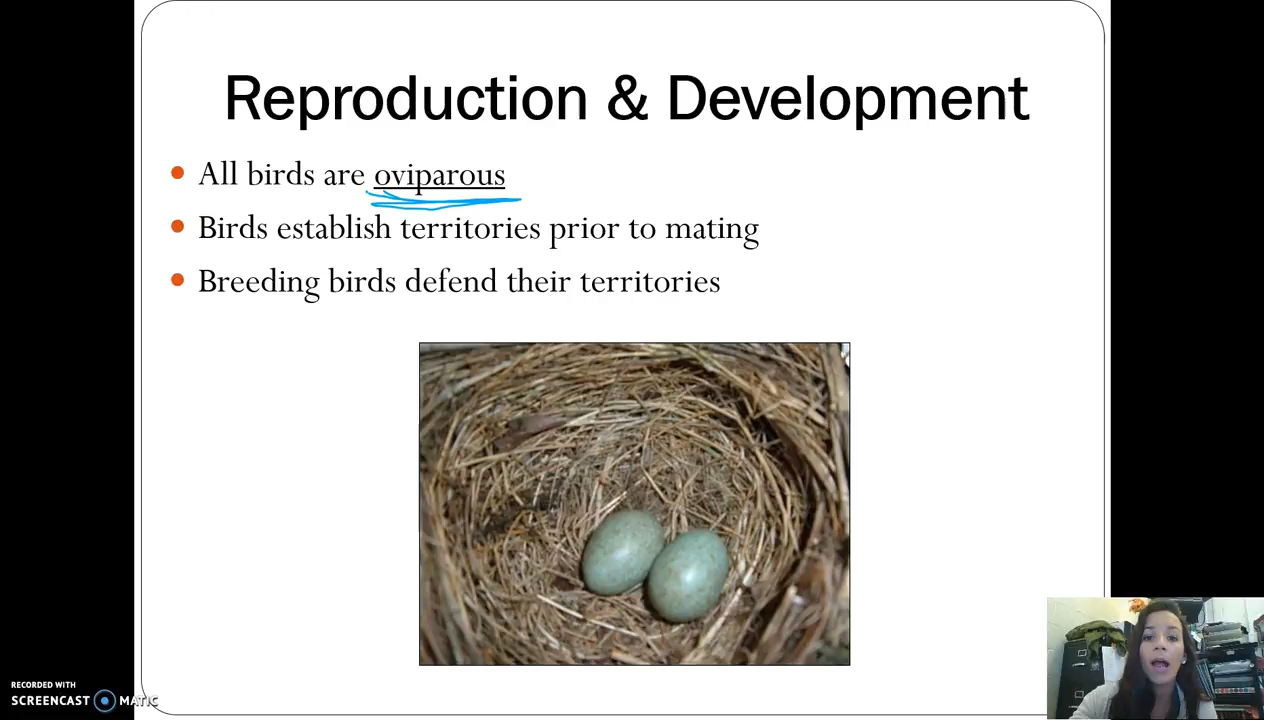 Reproduction & Development
• All birds are oviparous
• Birds establish territories prior to mating
• Breeding birds defend their territories
RECORDED WITH
SCREENCAST MATIC